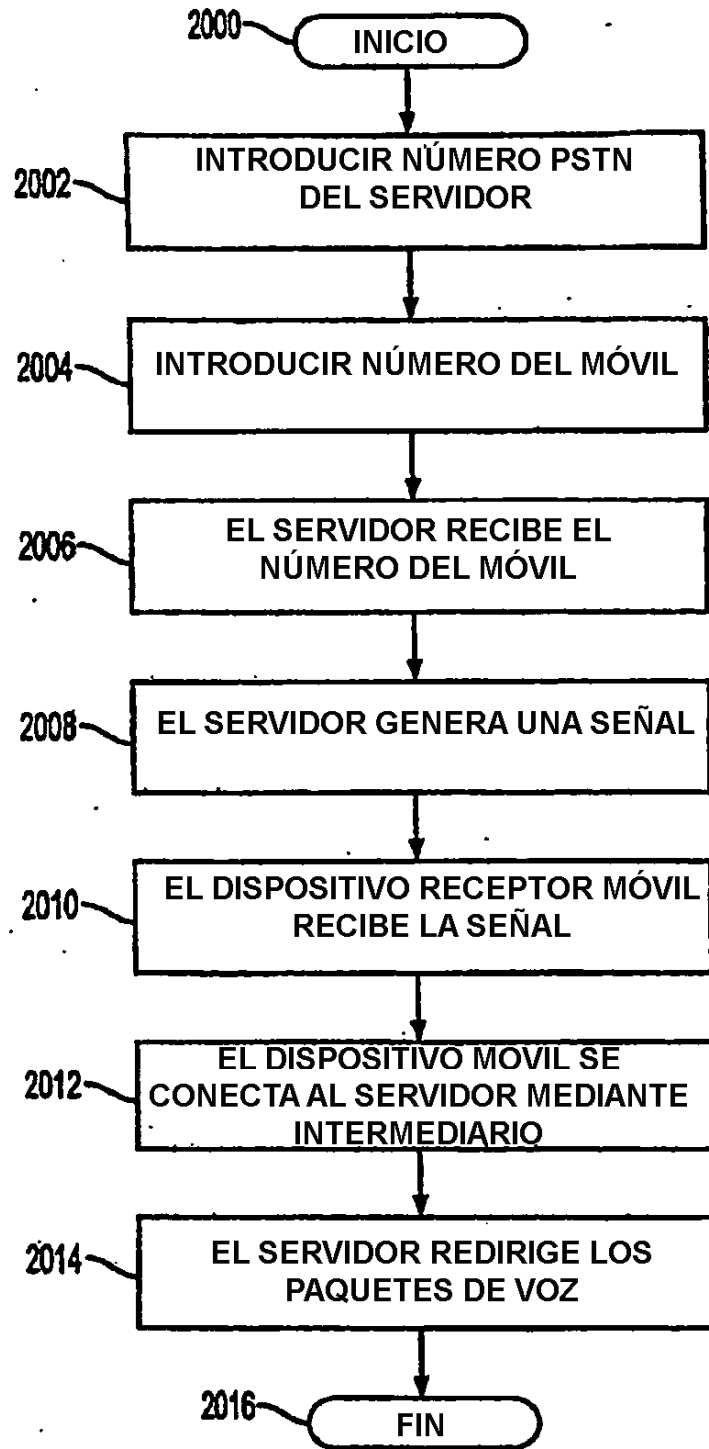 2000
INICIO
2002
INTRODUCIR NÚMERO PSTN
DEL SERVIDOR
2004
INTRODUCIR NÚMERO DEL MÓVIL
2006
EL SERVIDOR RECIBE EL
NÚMERO DEL MÓVIL
2008
EL SERVIDOR GENERA UNA SEÑAL
2010
EL DISPOSITIVO RECEPTOR MÓVIL
RECIBE LA SEÑAL
2012
EL DISPOSITIVO MOVIL SE
CONECTA AL SERVIDOR MEDIANTE
INTERMEDIARIO
2014
EL SERVIDOR REDIRIGE LOS
PAQUETES DE VOZ
2016
FIN